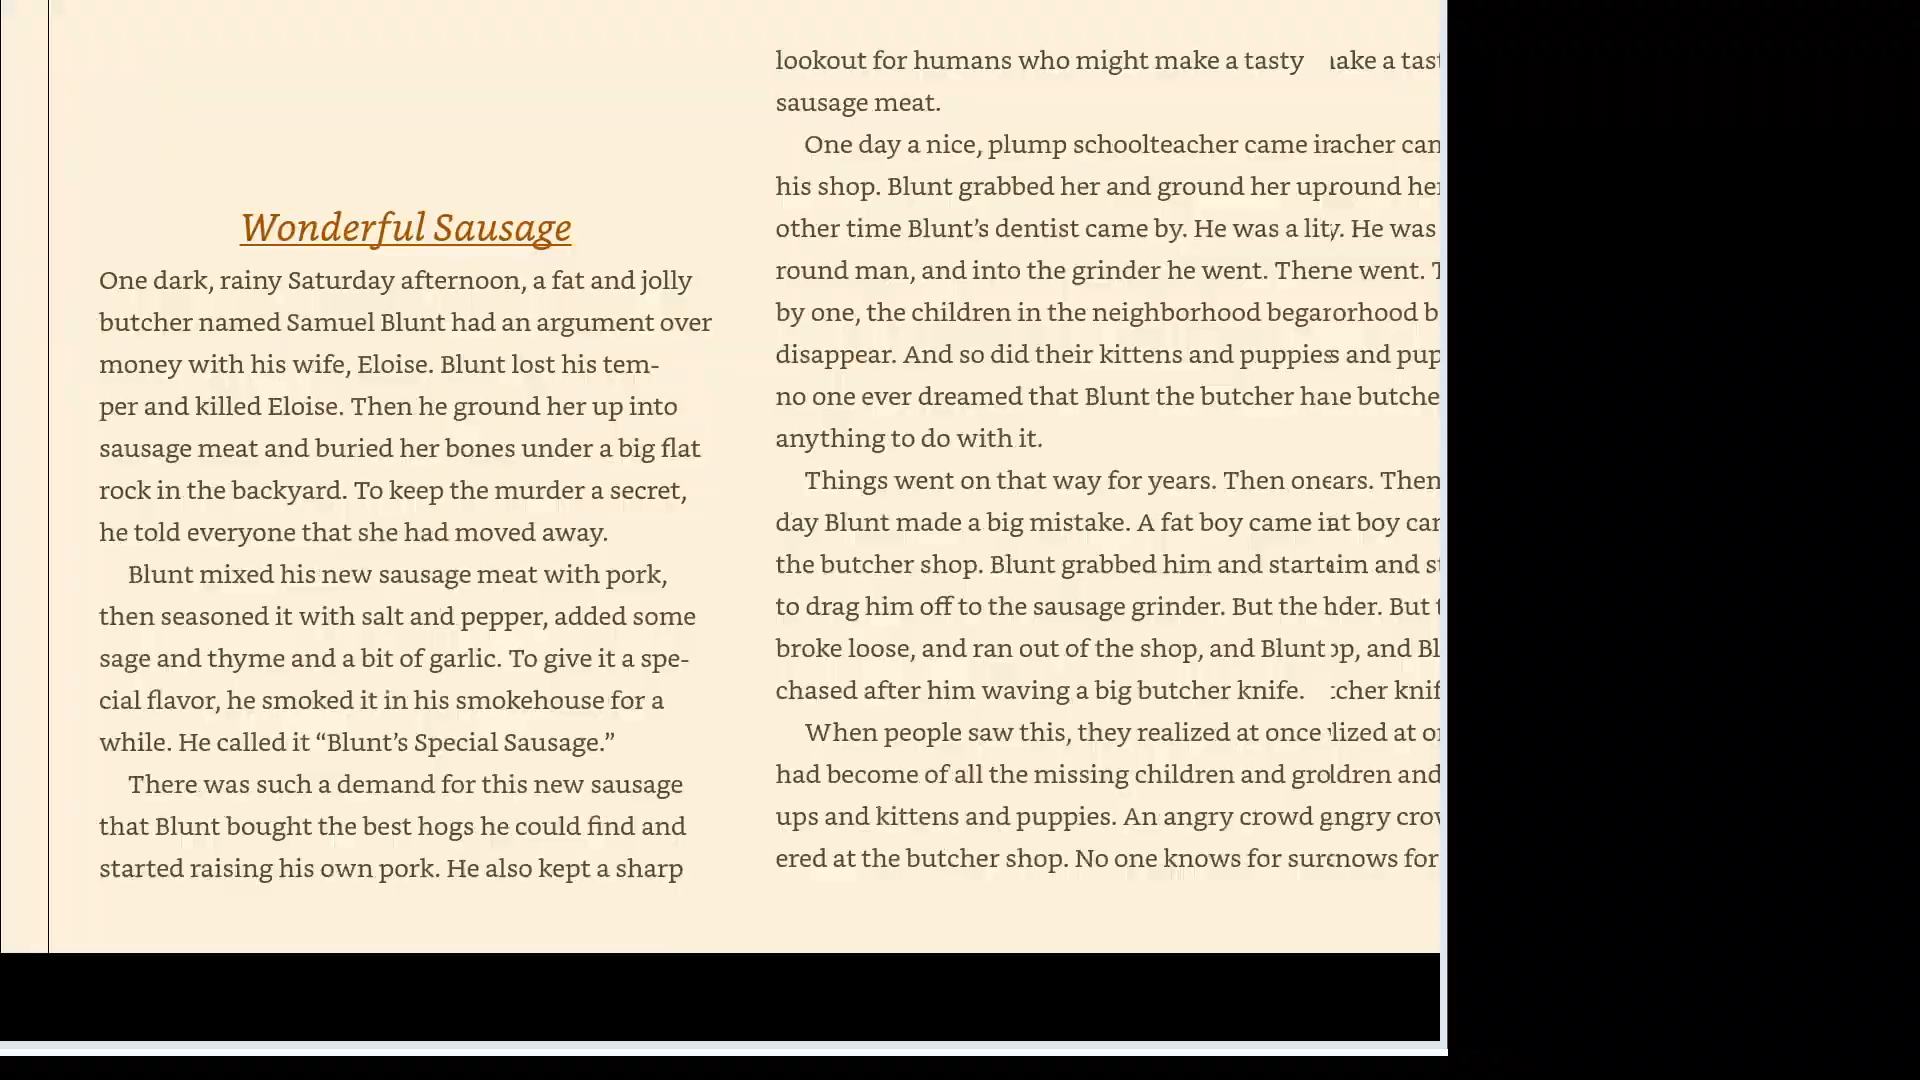 Wonderful Sausage
One dark, rainy Saturday afternoon, a fat and jolly
butcher named Samuel Blunt had an argument over
money with his wife, Eloise. Blunt lost his tem-
per and killed Eloise. Then he ground her up into
sausage meat and buried her bones under a big flat
rock in the backyard. To keep the murder a secret,
he told everyone that she had moved away.
Blunt mixed his new sausage meat with pork,
then seasoned it with salt and pepper, added some
sage and thyme and a bit of garlic. To give it a spe-
cial flavor, he smoked it in his smokehouse for a
while. He called it “Blunt’s Special Sausage.”
There was such a demand for this new sausage
that Blunt bought the best hogs he could find and
started raising his own pork. He also kept a sharp
lookout for humans who might make a tasty
sausage meat.
One day a nice, plump schoolteacher came
his shop. Blunt grabbed her and ground her up
other time Blunt’s dentist came by. He was a
round man, and into the grinder he went. Then
by one, the children in the neighborhood
disappear. And so did their kittens and puppies
no one ever dreamed that Blunt the butcher
anything to do with it.
Things went on that way for years. Then
day Blunt made a big mistake. A fat boy came
the butcher shop. Blunt grabbed him and
to drag him off to the sausage grinder. But the
broke loose, and ran out of the shop, and Blunt
chased after him waving a big butcher knife.
When people saw this, they realized at once
had become of all the missing children and
ups and kittens and puppies. An angry crowd
ered at the butcher shop. No one knows for